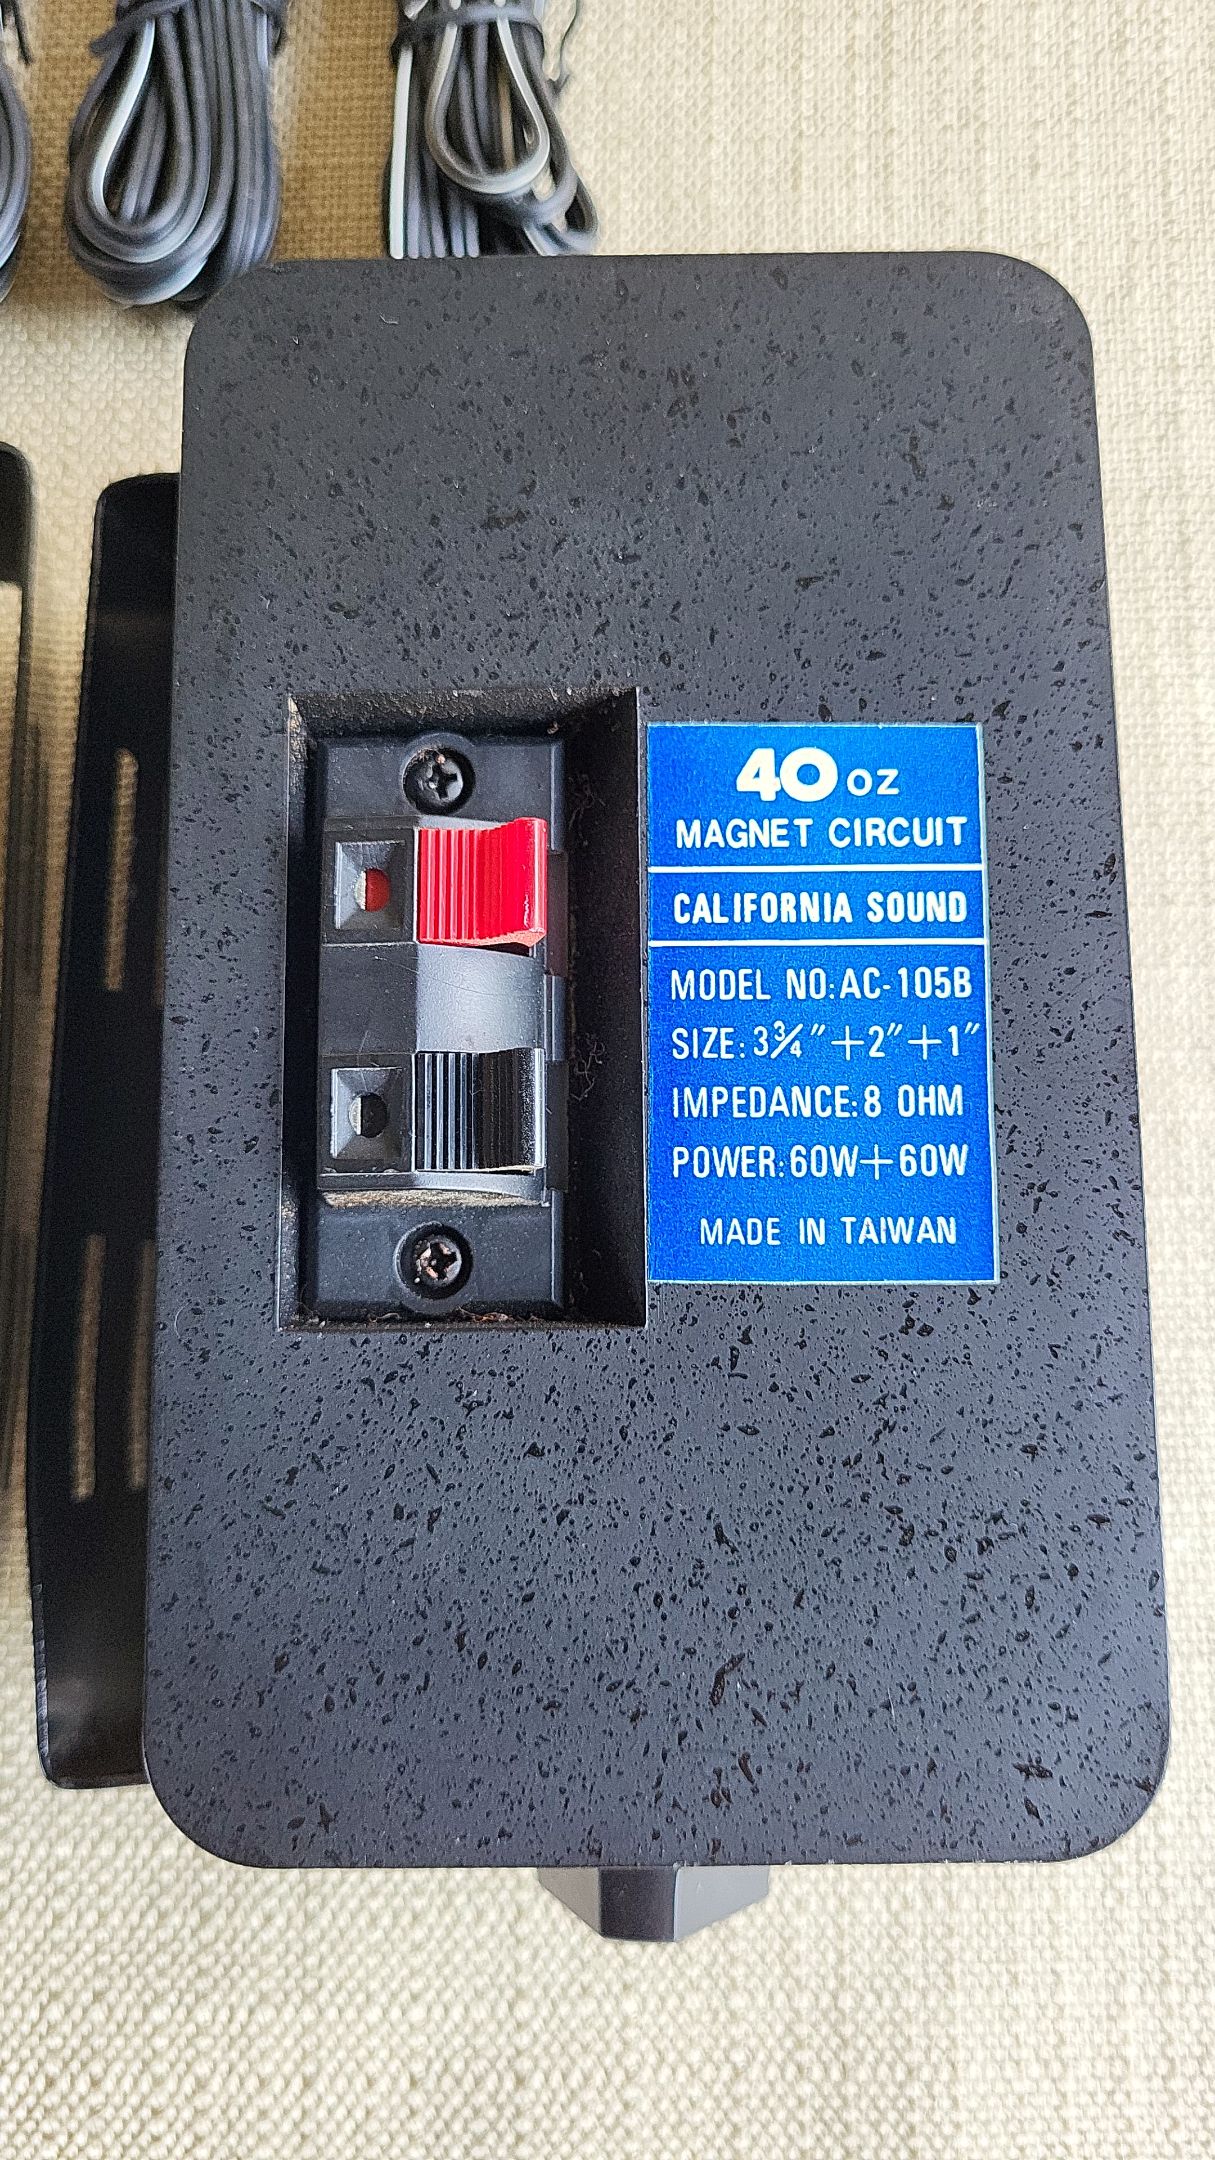 40 oz
MAGNET CIRCUIT
CALIFORNIA SOUND
MODEL NO:AC-105B
SIZE:3¾″+2″+1″
IMPEDANCE:8 OHM
POWER:60W+60W
MADE IN TAIWAN